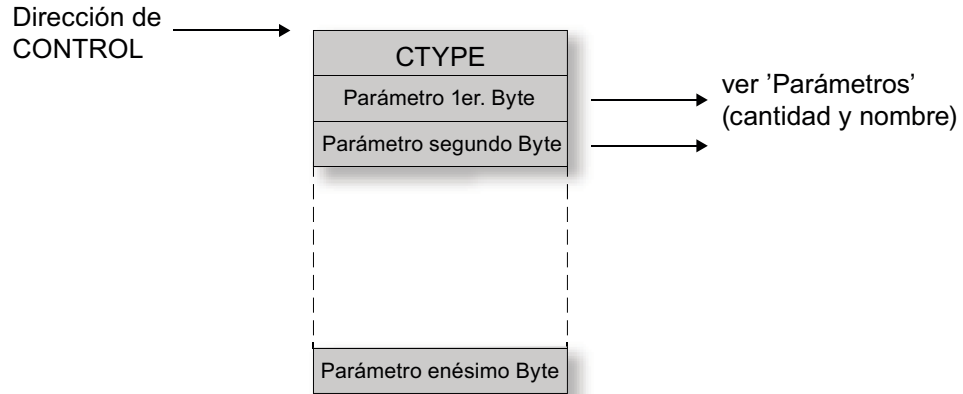 Dirección de
CONTROL
CTYPE
Parámetro 1er. Byte
Parámetro segundo Byte
ver ’Parámetros’
(cantidad y nombre)
Parámetro enésimo Byte